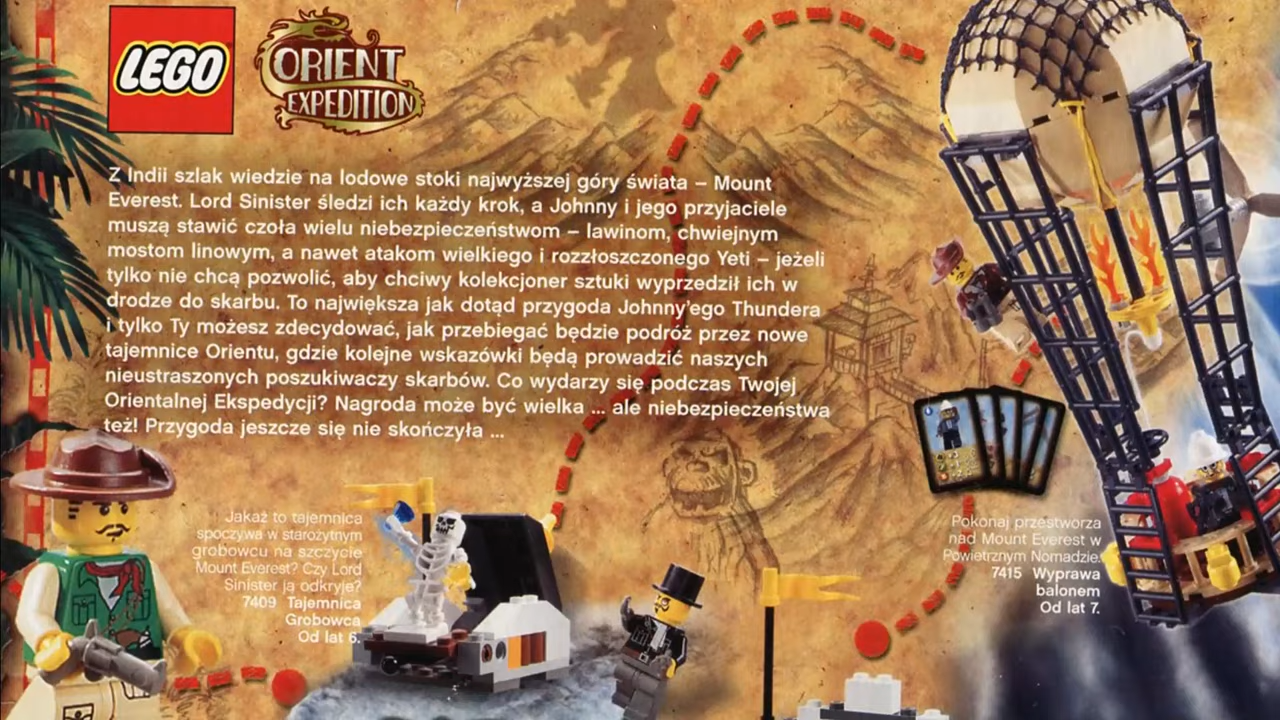 LEGO
ORIENT
EXPEDITION
Z Indii szlak wiedzie na lodowe stoki najwyższej góry świata – Mount
Everest. Lord Sinister śledzi ich każdy krok, a Johnny i jego przyjaciele
muszą stawić czoła wielu niebezpieczeństwom – lawinom, chwiejnym
mostom linowym, a nawet atakom wielkiego i rozzłoszczonego Yeti – jeżeli
tylko nie chcą pozwolić, aby chciwy kolekcjoner sztuki wyprzedził ich w
drodze do skarbu. To największa jak dotąd przygoda Johnny'ego Thundera
i tylko Ty możesz zdecydować, jak przebiegać będzie podróż przez nowe
tajemnice Orientu, gdzie kolejne wskazówki będą prowadzić naszych
nieustraszonych poszukiwaczy skarbów. Co wydarzy się podczas Twojej
Orientalnej Ekspedycji? Nagroda może być wielka ... ale niebezpieczeństwa
też! Przygoda jeszcze się nie skończyła ...
Jakaż to tajemnica
spoczywa w starożytnym
grobowcu na szczycie
Mount Everest? Czy Lord
Sinister ją odkryje?
7409 Tajemnica
Grobowca
Od lat 6.
Pokonaj przestworza
nad Mount Everest w
Powietrznym Nomadzie.
7415 Wyprawa
balonem
Od lat 7.